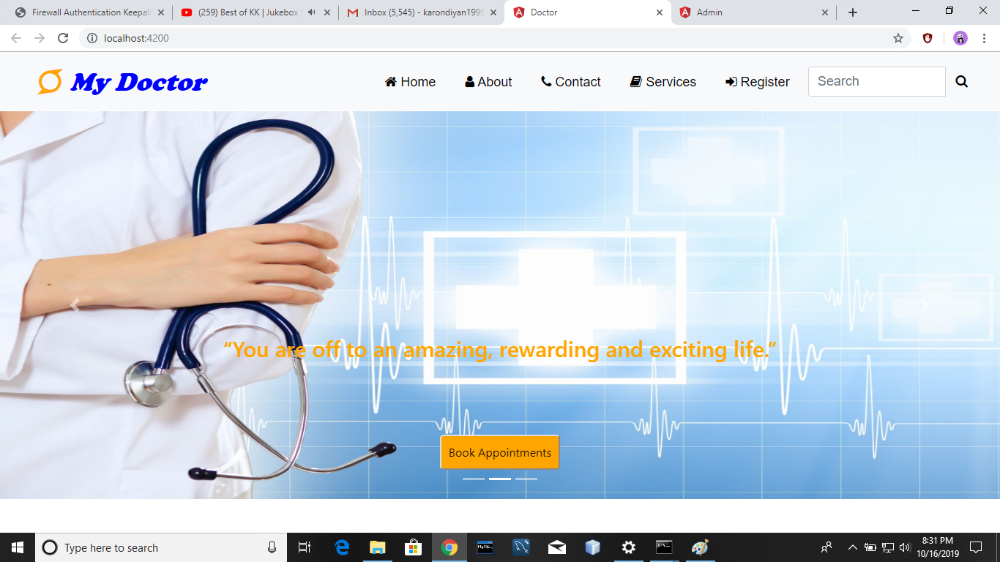 Firewall Authentication Keepali
(259) Best of KK | Jukebox
Inbox (5,545) - karondiyan1999
Doctor
Admin
localhost:4200
My Doctor
Home
About
Contact
Services
Register
Search
“You are off to an amazing, rewarding and exciting life.”
Book Appointments
Type here to search
8:31 PM
10/16/2019